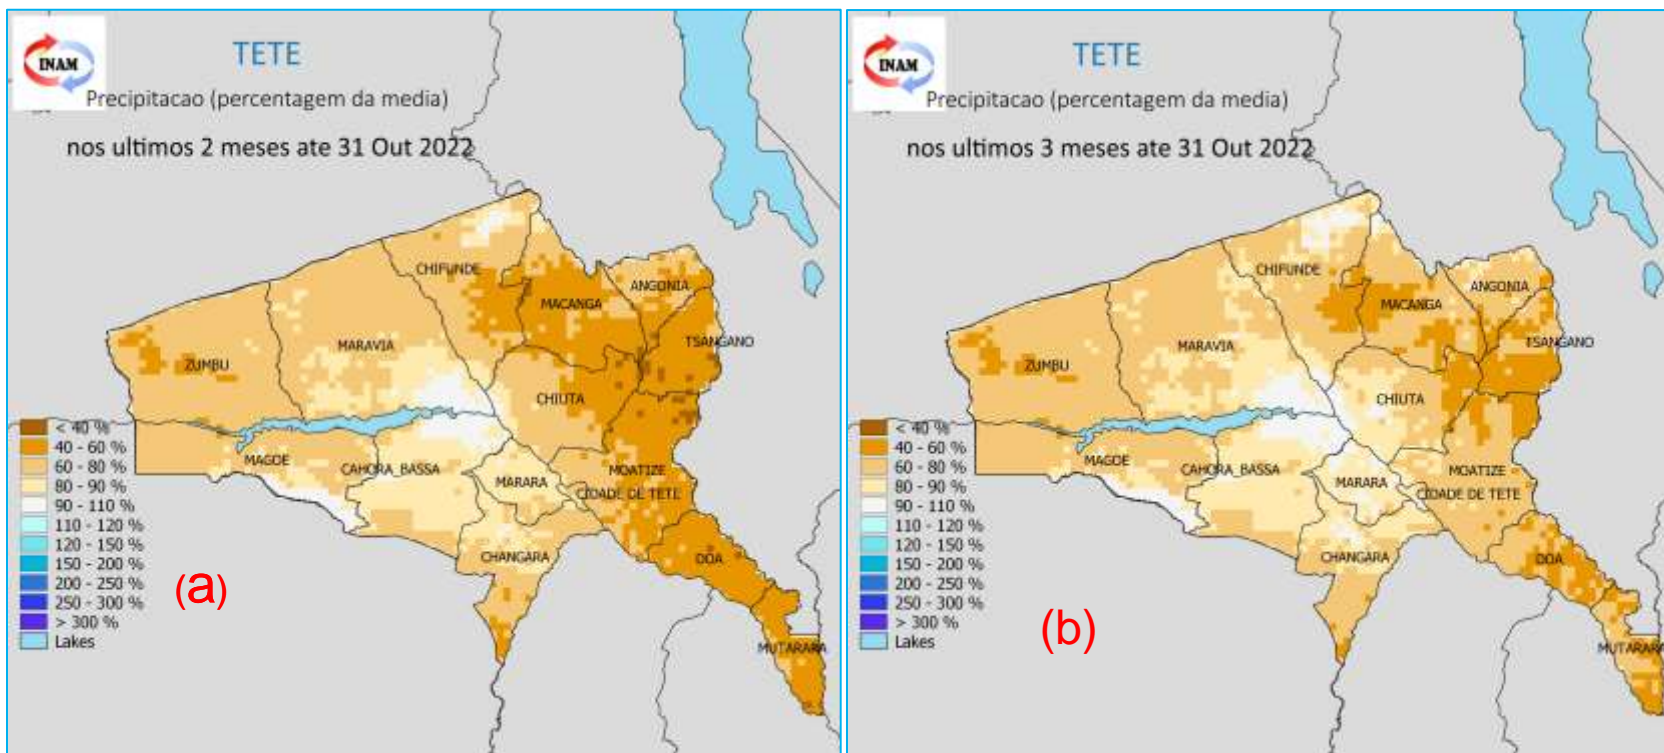 INAM
TETE
Precipitacao (percentagem da media)
nos ultimos 2 meses ate 31 Out 2022
CHIFUNDE
ANGONIA
MACANGA
TSANGANO
MARAVIA
ZUMBU
CHIUTA
MAGOE
CAHORA_BASSA
MOATIZE
MARARA
CIDADE DE TETE
CHANGARA
DOA
MUTARARA
< 40 %
40 - 60 %
60 - 80 %
80 - 90 %
90 - 110 %
110 - 120 %
120 - 150 %
150 - 200 %
200 - 250 %
250 - 300 %
> 300 %
Lakes
(a)
INAM
TETE
Precipitacao (percentagem da media)
nos ultimos 3 meses ate 31 Out 2022
CHIFUNDE
ANGONIA
MACANGA
TSANGANO
MARAVIA
ZUMBU
CHIUTA
MAGOE
CAHORA_BASSA
MOATIZE
MARARA
CIDADE DE TETE
CHANGARA
DOA
MUTARARA
< 40 %
40 - 60 %
60 - 80 %
80 - 90 %
90 - 110 %
110 - 120 %
120 - 150 %
150 - 200 %
200 - 250 %
250 - 300 %
> 300 %
Lakes
(b)